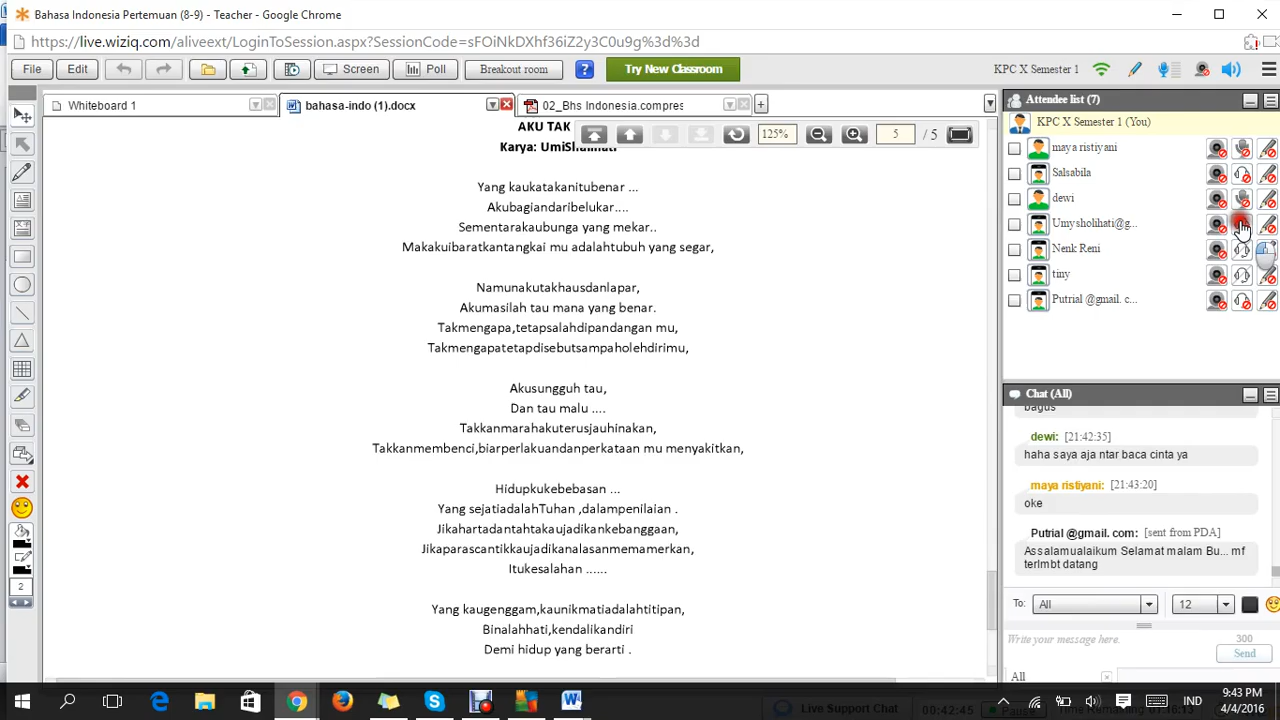 Bahasa Indonesia Pertemuan (8-9) - Teacher - Google Chrome
https://live.wiziq.com/aliveext/LoginToSession.aspx?SessionCode=sFOiNkDXhf36iZ2y3C0u9g%3d%3d
File Edit Screen Poll Breakout room ? Try New Classroom KPC X Semester 1
Whiteboard 1 bahasa-indo (1).docx 02_Bhs Indonesia.compres
125% 5 / 5
AKU TAK
Karya:
Yang kaukatakanitubenar ...
Akubagiandaribelukar....
Sementarakaubunga yang mekar..
Makakuibaratkantangkai mu adalahtubuh yang segar,
Namunakutakhausdanlapar,
Akumasilah tau mana yang benar.
Takmengapa,tetapsalahdipandangan mu,
Takmengapatetapdisebutsampaholehdirimu,
Akusungguh tau,
Dan tau malu ....
Takkanmarahakuterusjauhinakan,
Takkanmembenci,biarperlakuandanperkataan mu menyakitkan,
Hidupkukebebasan ...
Yang sejatiadalahTuhan ,dalampenilaian .
Jikahartadantahtakaujadikankebanggaan,
Jikaparascantikkaujadikanalasanmemamerkan,
Itukesalahan ......
Yang kaugenggam,kaunikmatiadalahtitipan,
Binalahhati,kendalikandiri
Demi hidup yang berarti .
2
Attendee list (7)
KPC X Semester 1 (You)
maya ristiyani
Salsabila
dewi
Umysholihati@g...
Nenk Reni
tiny
Putrial @gmail. c...
Chat (All)
bagus
dewi: [21:42:35]
haha saya aja ntar baca cinta ya
maya ristiyani: [21:43:20]
oke
Putrial @gmail. com: [sent from PDA]
Assalamualaikum Selamat malam Bu... mf
terlmbt datang
To: All 12
Write your message here. 300
Send
All
Live Support Chat 00:42:45 Pause
IND 9:43 PM
4/4/2016